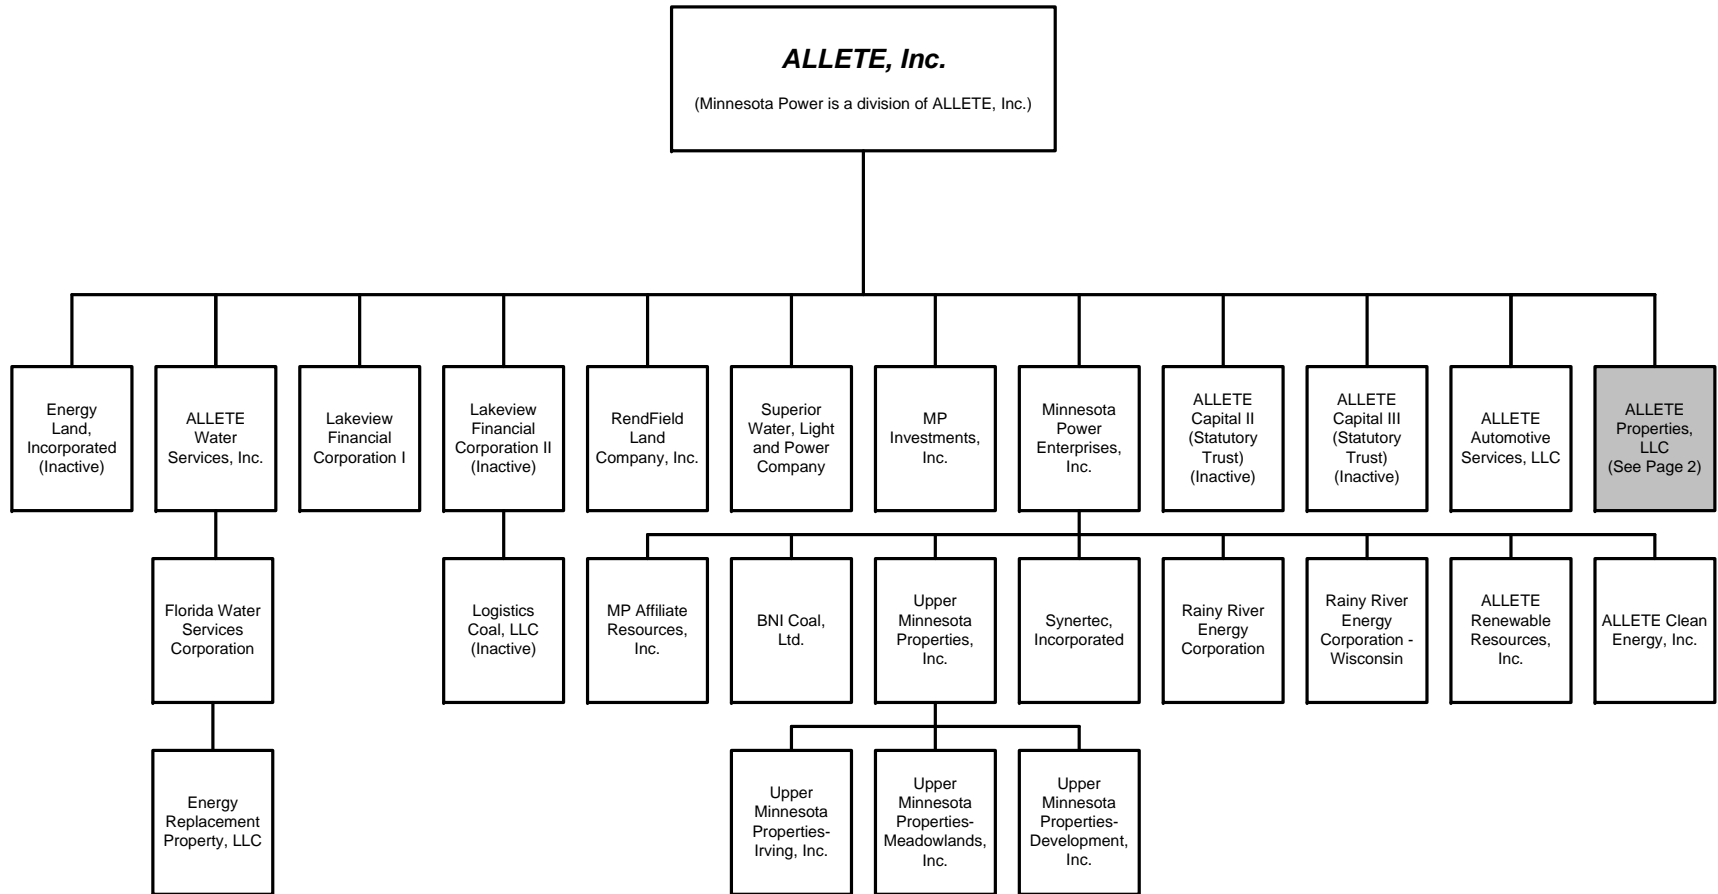 ALLETE, Inc.
(Minnesota Power is a division of ALLETE, Inc.)
Energy
Land,
Incorporated
(Inactive)
ALLETE
Water
Services, Inc.
Lakeview
Financial
Corporation I
Lakeview
Financial
Corporation II
(Inactive)
RendField
Land
Company, Inc.
Superior
Water, Light
and Power
Company
MP
Investments,
Inc.
Minnesota
Power
Enterprises,
Inc.
ALLETE
Capital II
(Statutory
Trust)
(Inactive)
ALLETE
Capital III
(Statutory
Trust)
(Inactive)
ALLETE
Automotive
Services, LLC
ALLETE
Properties,
LLC
(See Page 2)
Florida Water
Services
Corporation
Logistics
Coal, LLC
(Inactive)
MP Affiliate
Resources,
Inc.
BNI Coal,
Ltd.
Upper
Minnesota
Properties,
Inc.
Synertec,
Incorporated
Rainy River
Energy
Corporation
Rainy River
Energy
Corporation -
Wisconsin
ALLETE
Renewable
Resources,
Inc.
ALLETE Clean
Energy, Inc.
Energy
Replacement
Property, LLC
Upper
Minnesota
Properties-
Irving, Inc.
Upper
Minnesota
Properties-
Meadowlands,
Inc.
Upper
Minnesota
Properties-
Development,
Inc.